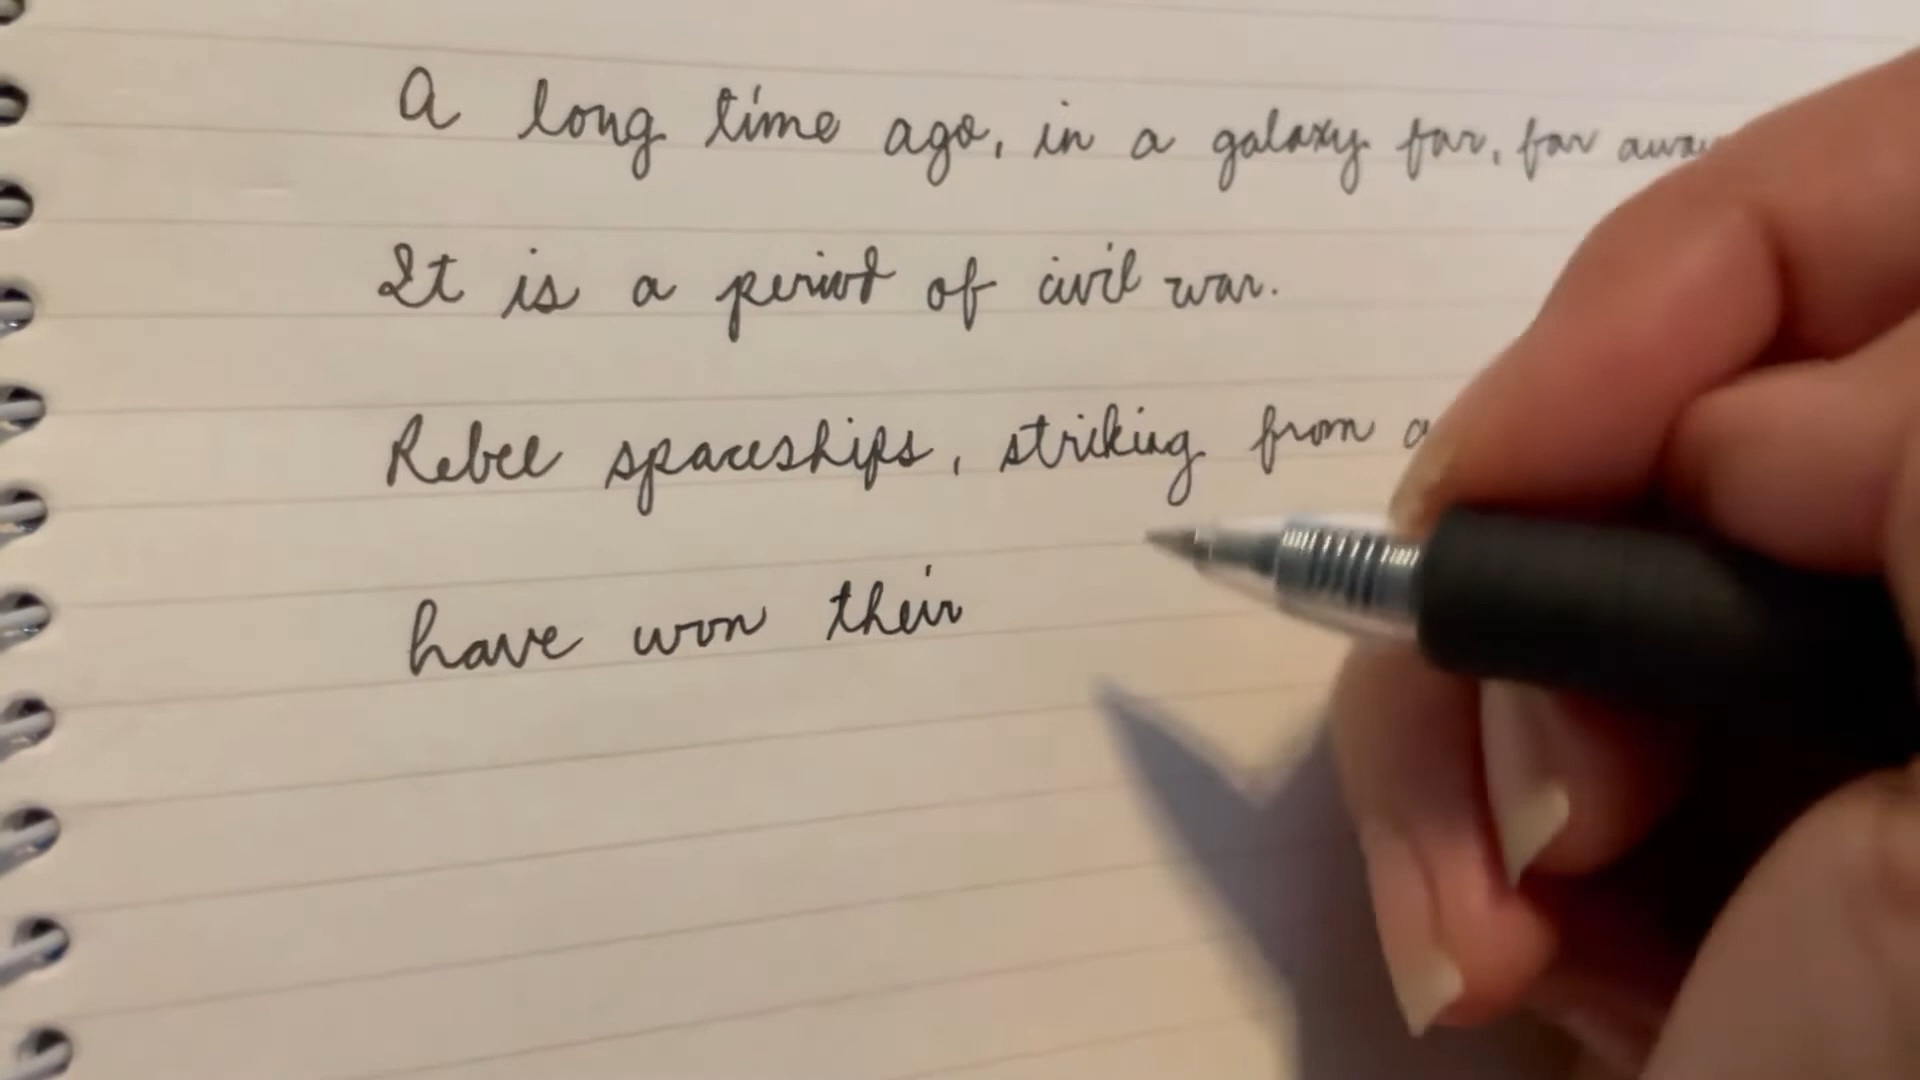 A long time ago, in a galaxy far, far away
It is a period of civil war.
Rebel spaceships, striking from a
have won their